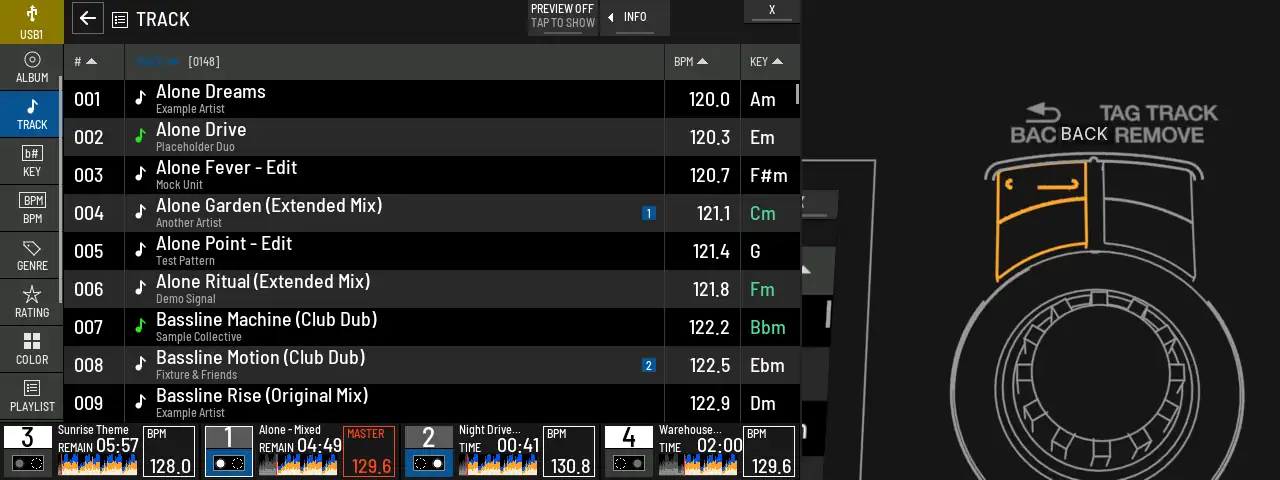 USB1
TRACK
PREVIEW OFF
TAP TO SHOW
INFO
X
ALBUM
TRACK
KEY
BPM
BPM
GENRE
RATING
COLOR
PLAYLIST
# [0148] BPM KEY
001 Alone Dreams 120.0 Am
Example Artist
002 Alone Drive 120.3 Em
Placeholder Duo
003 Alone Fever - Edit 120.7 F#m
Mock Unit
004 Alone Garden (Extended Mix) 1 121.1 Cm
Another Artist
005 Alone Point - Edit 121.4 G
Test Pattern
006 Alone Ritual (Extended Mix) 121.8 Fm
Demo Signal
007 Bassline Machine (Club Dub) 122.2 Bbm
Sample Collective
008 Bassline Motion (Club Dub) 2 122.5 Ebm
Fixture & Friends
009 Bassline Rise (Original Mix) 122.9 Dm
Example Artist
3 Sunrise Theme BPM
REMAIN 05:57
128.0
1 Alone - Mixed MASTER
REMAIN 04:49
129.6
2 Night Drive... BPM
TIME 00:41
130.8
4 Warehouse... BPM
TIME 02:00
129.6
TAG TRACK
BACK REMOVE